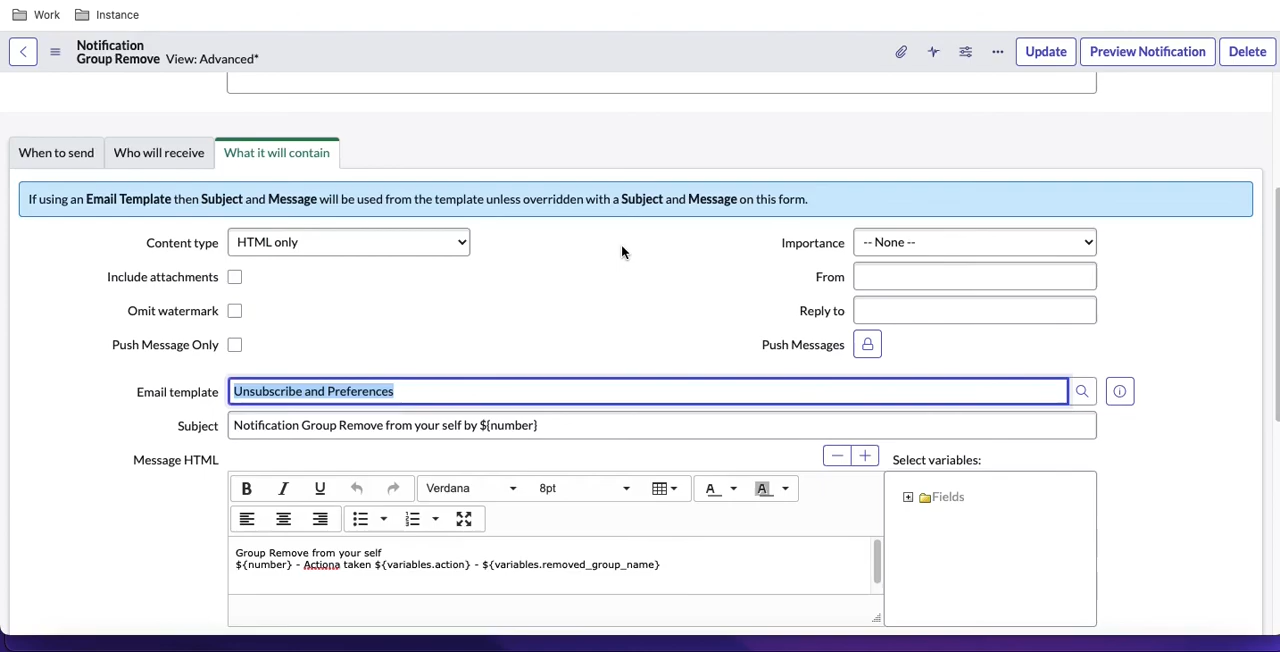 Work Instance
Notification
Group Remove View: Advanced*
Update Preview Notification Delete
When to send Who will receive What it will contain
If using an Email Template then Subject and Message will be used from the template unless overridden with a Subject and Message on this form.
Content type HTML only Importance -- None --
Include attachments From
Omit watermark Reply to
Push Message Only Push Messages
Email template Unsubscribe and Preferences
Subject Notification Group Remove from your self by ${number}
Message HTML Select variables:
B I U Verdana 8pt A A
Fields
Group Remove from your self
${number} - Actiona taken ${variables.action} - ${variables.removed_group_name}